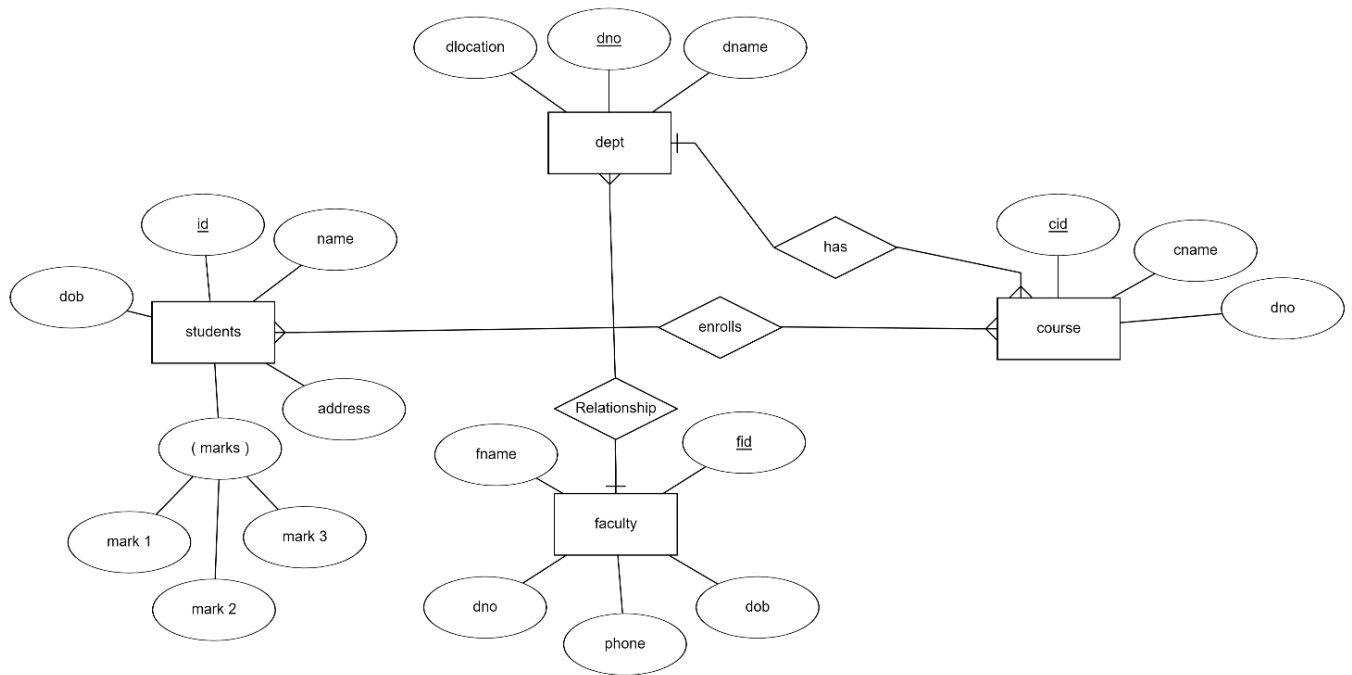 dlocation
dno
dname
dept
id
name
has
cid
cname
dob
students
enrolls
course
dno
address
Relationship
( marks )
fname
fid
mark 1
mark 3
faculty
mark 2
dno
phone
dob